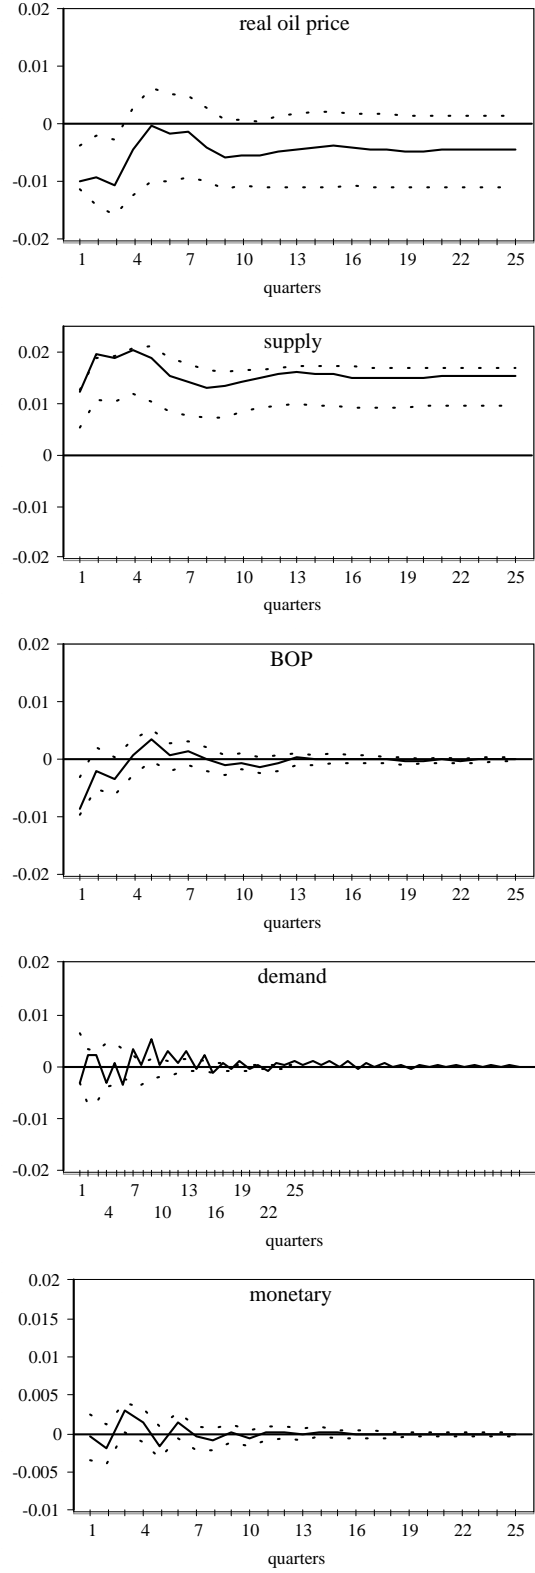 real oil price
0.02
0.01
0
-0.01
-0.02
1 4 7 10 13 16 19 22 25
quarters
supply
0.02
0.01
0
-0.01
-0.02
1 4 7 10 13 16 19 22 25
quarters
BOP
0.02
0.01
0
-0.01
-0.02
1 4 7 10 13 16 19 22 25
quarters
demand
0.02
0.01
0
-0.01
-0.02
1 7 13 19 25
4 10 16 22
quarters
monetary
0.02
0.015
0.01
0.005
0
-0.005
-0.01
1 4 7 10 13 16 19 22 25
quarters